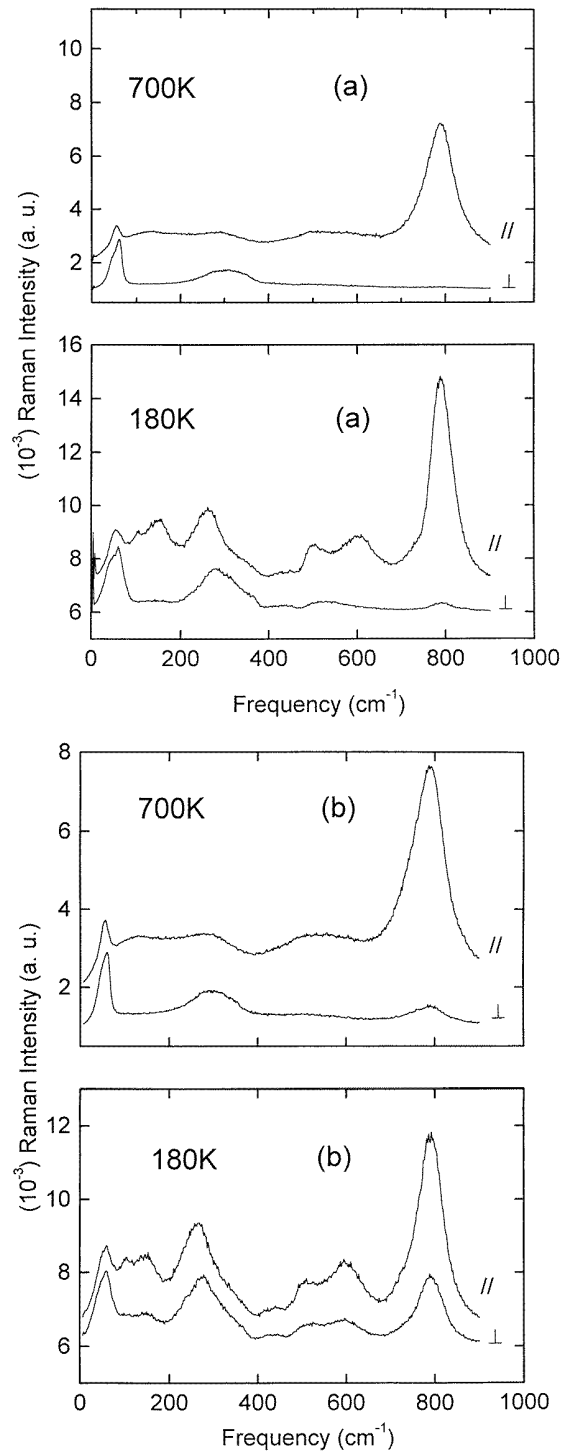 10
8
6
4
2
700K
(a)
//
⊥
16
14
12
10
8
6
180K
(a)
//
⊥
0 200 400 600 800 1000
Frequency (cm⁻¹)
(10⁻³) Raman Intensity (a. u.)
8
6
4
2
700K
(b)
//
⊥
12
10
8
6
180K
(b)
//
⊥
0 200 400 600 800 1000
Frequency (cm⁻¹)
(10⁻³) Raman Intensity (a. u.)